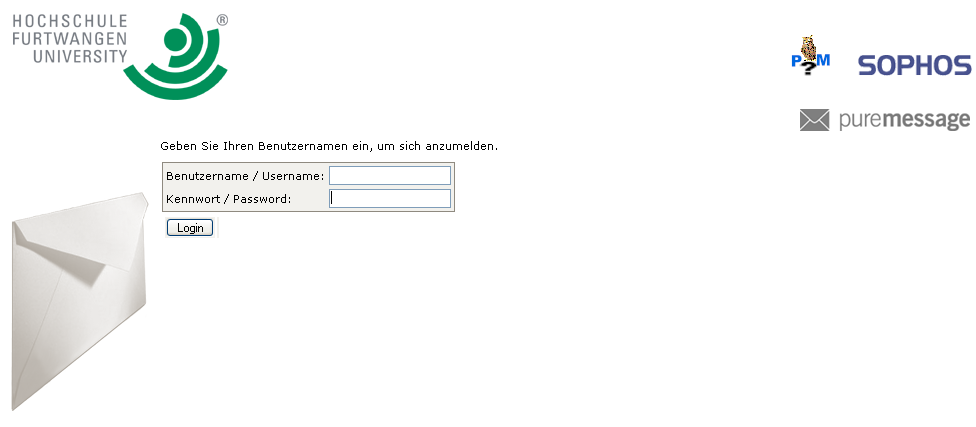 HOCHSCHULE
FURTWANGEN
UNIVERSITY
®
P?M
SOPHOS
puremessage
Geben Sie Ihren Benutzernamen ein, um sich anzumelden.
Benutzername / Username:
Kennwort / Password:
Login